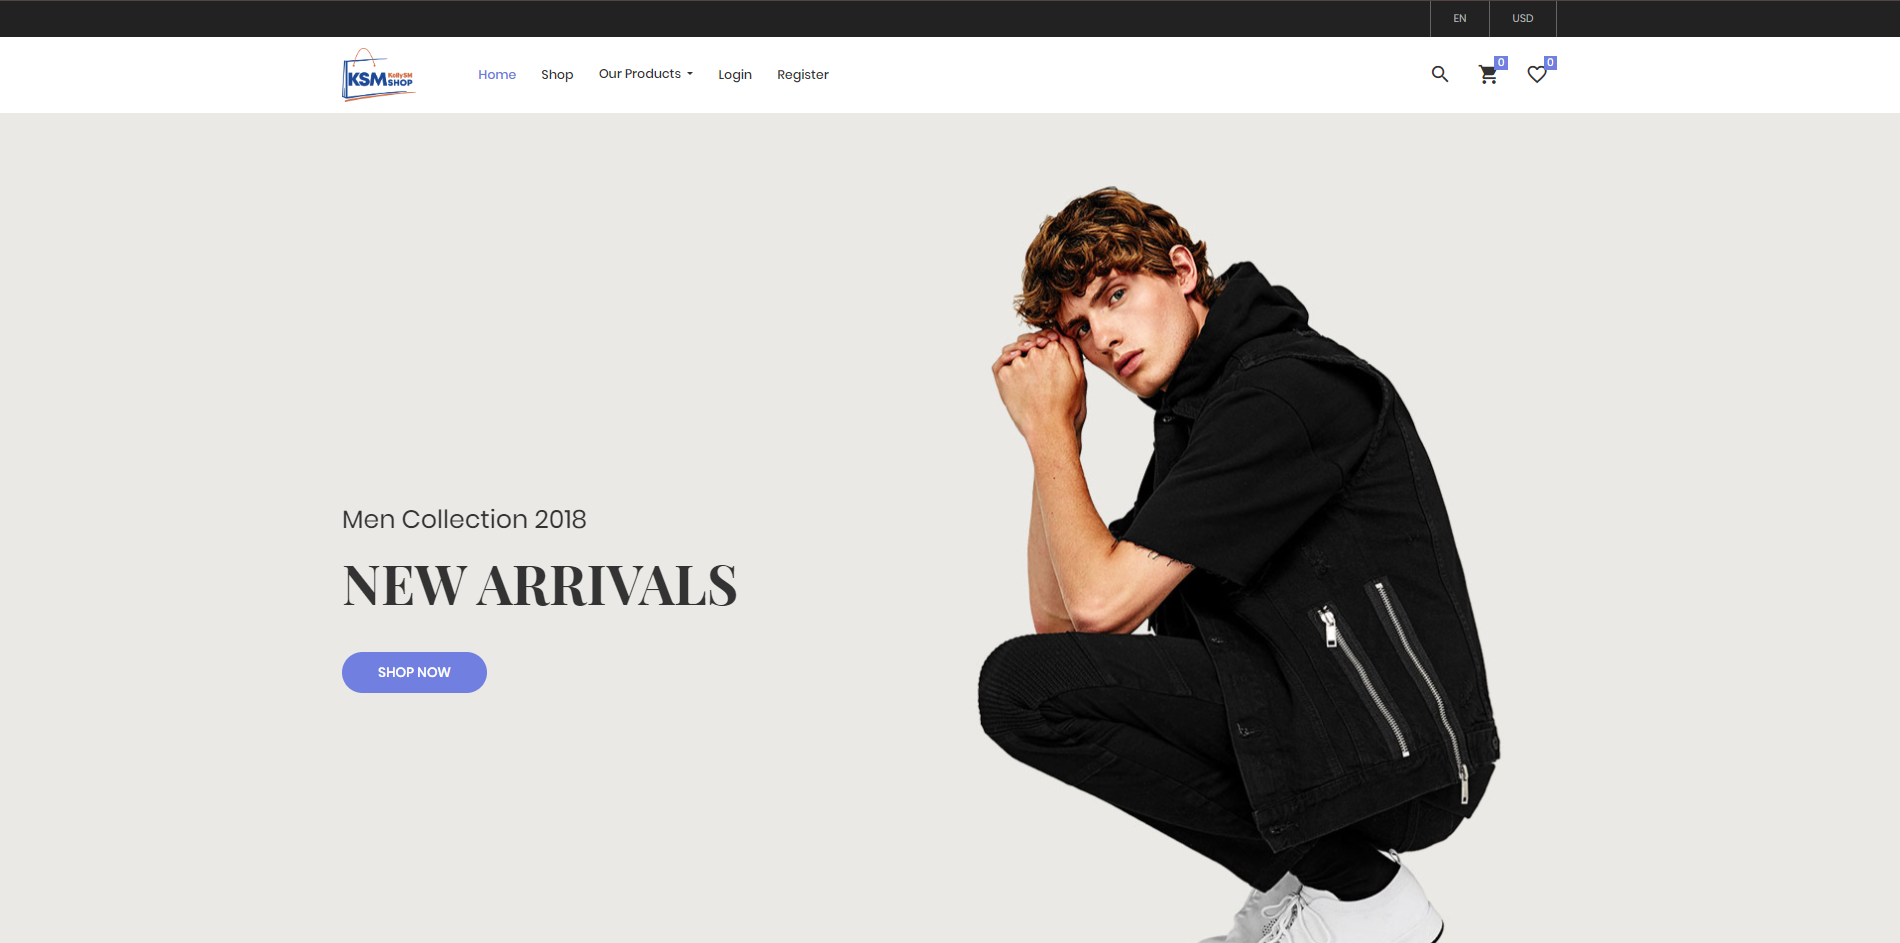 EN
USD
KSM
KellySM
SHOP
Home
Shop
Our Products
Login
Register
0
0
Men Collection 2018
NEW ARRIVALS
SHOP NOW